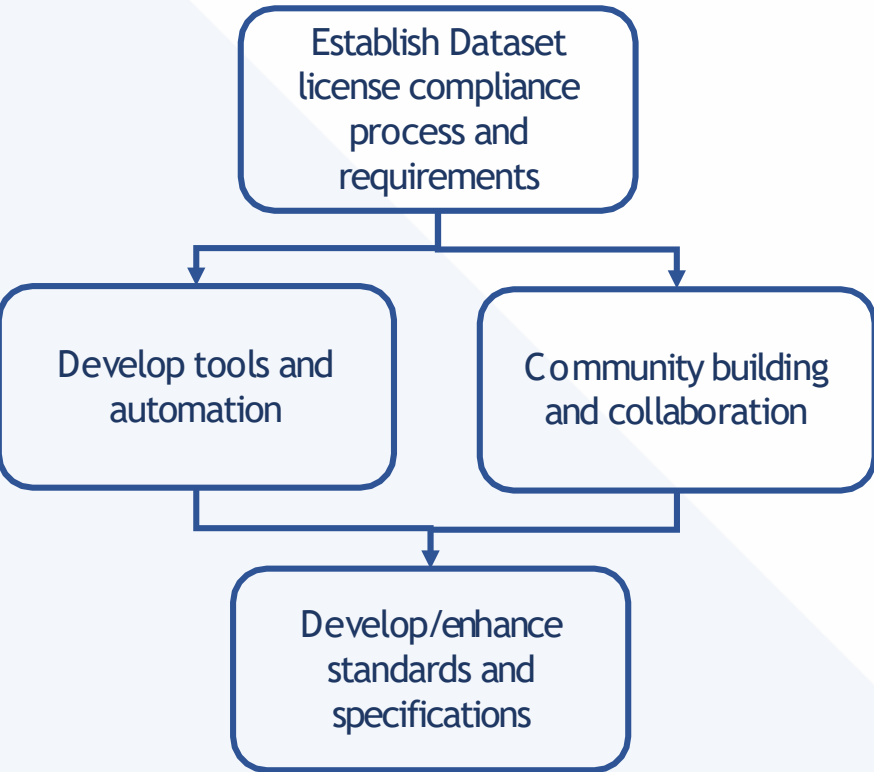 Establish Dataset
license compliance
process and
requirements
Develop tools and
automation
Community building
and collaboration
Develop/enhance
standards and
specifications